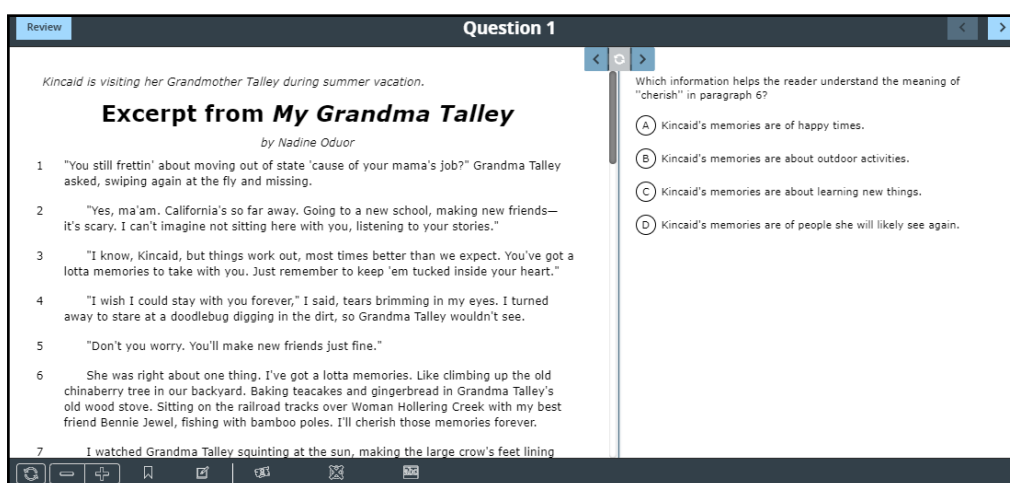 Review
Question 1
Kincaid is visiting her Grandmother Talley during summer vacation.
Excerpt from My Grandma Talley
by Nadine Oduor
1 "You still frettin' about moving out of state 'cause of your mama's job?" Grandma Talley
asked, swiping again at the fly and missing.
2 "Yes, ma'am. California's so far away. Going to a new school, making new friends—
it's scary. I can't imagine not sitting here with you, listening to your stories."
3 "I know, Kincaid, but things work out, most times better than we expect. You've got a
lotta memories to take with you. Just remember to keep 'em tucked inside your heart."
4 "I wish I could stay with you forever," I said, tears brimming in my eyes. I turned
away to stare at a doodlebug digging in the dirt, so Grandma Talley wouldn't see.
5 "Don't you worry. You'll make new friends just fine."
6 She was right about one thing. I've got a lotta memories. Like climbing up the old
chinaberry tree in our backyard. Baking teacakes and gingerbread in Grandma Talley's
old wood stove. Sitting on the railroad tracks over Woman Hollering Creek with my best
friend Bennie Jewel, fishing with bamboo poles. I'll cherish those memories forever.
7 I watched Grandma Talley squinting at the sun, making the large crow's feet lining
Which information helps the reader understand the meaning of
"cherish" in paragraph 6?
A Kincaid's memories are of happy times.
B Kincaid's memories are about outdoor activities.
C Kincaid's memories are about learning new things.
D Kincaid's memories are of people she will likely see again.